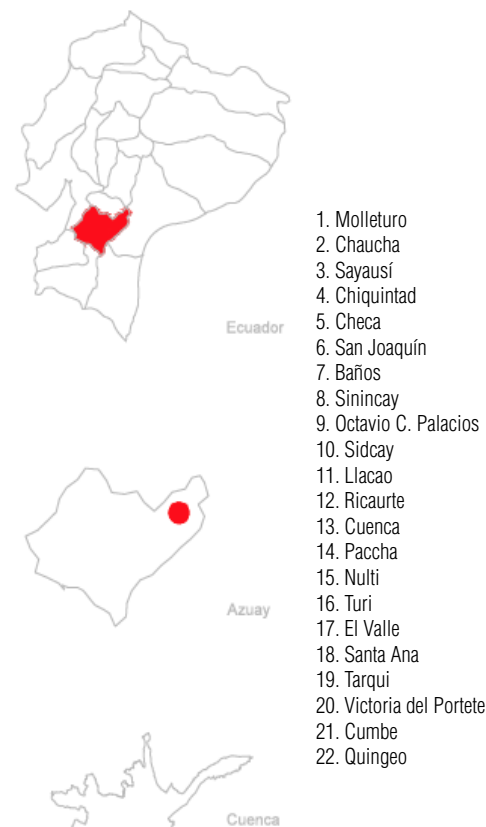 Ecuador
1. Molleturo
2. Chaucha
3. Sayausí
4. Chiquintad
5. Checa
6. San Joaquín
7. Baños
8. Sinincay
9. Octavio C. Palacios
10. Sidcay
11. Llacao
12. Ricaurte
13. Cuenca
14. Paccha
15. Nulti
16. Turi
17. El Valle
18. Santa Ana
19. Tarqui
20. Victoria del Portete
21. Cumbe
22. Quingeo
Azuay
Cuenca